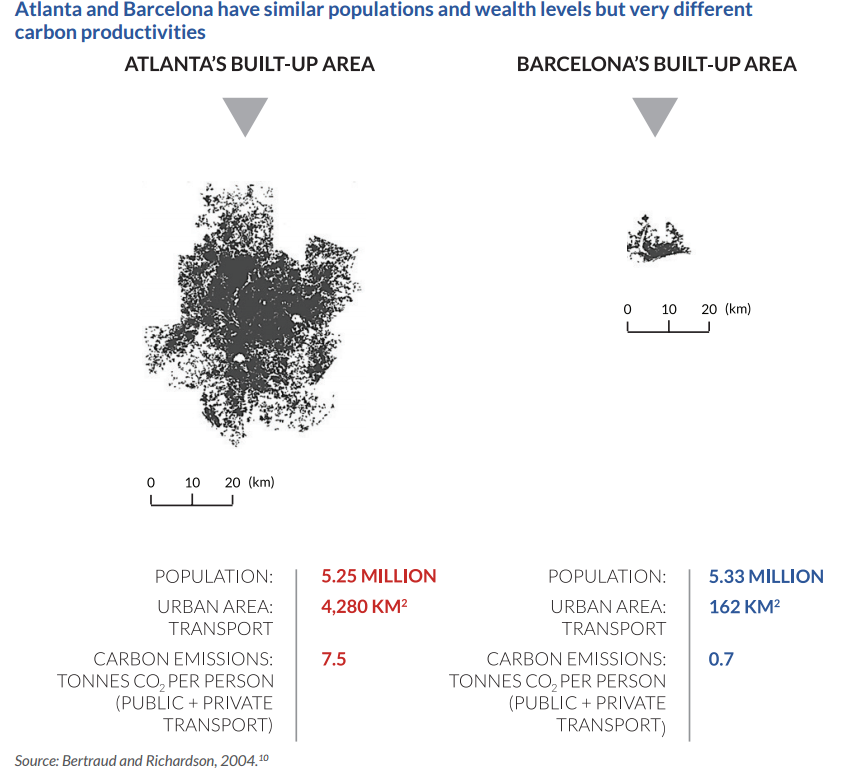 Atlanta and Barcelona have similar populations and wealth levels but very different
carbon productivities
ATLANTA'S BUILT-UP AREA
BARCELONA'S BUILT-UP AREA
0 10 20 (km)
0 10 20 (km)
POPULATION: 5.25 MILLION
URBAN AREA: 4,280 KM²
TRANSPORT
CARBON EMISSIONS: 7.5
TONNES CO₂ PER PERSON
(PUBLIC + PRIVATE
TRANSPORT)
POPULATION: 5.33 MILLION
URBAN AREA: 162 KM²
TRANSPORT
CARBON EMISSIONS: 0.7
TONNES CO₂ PER PERSON
(PUBLIC + PRIVATE
TRANSPORT)
Source: Bertraud and Richardson, 2004.¹⁰